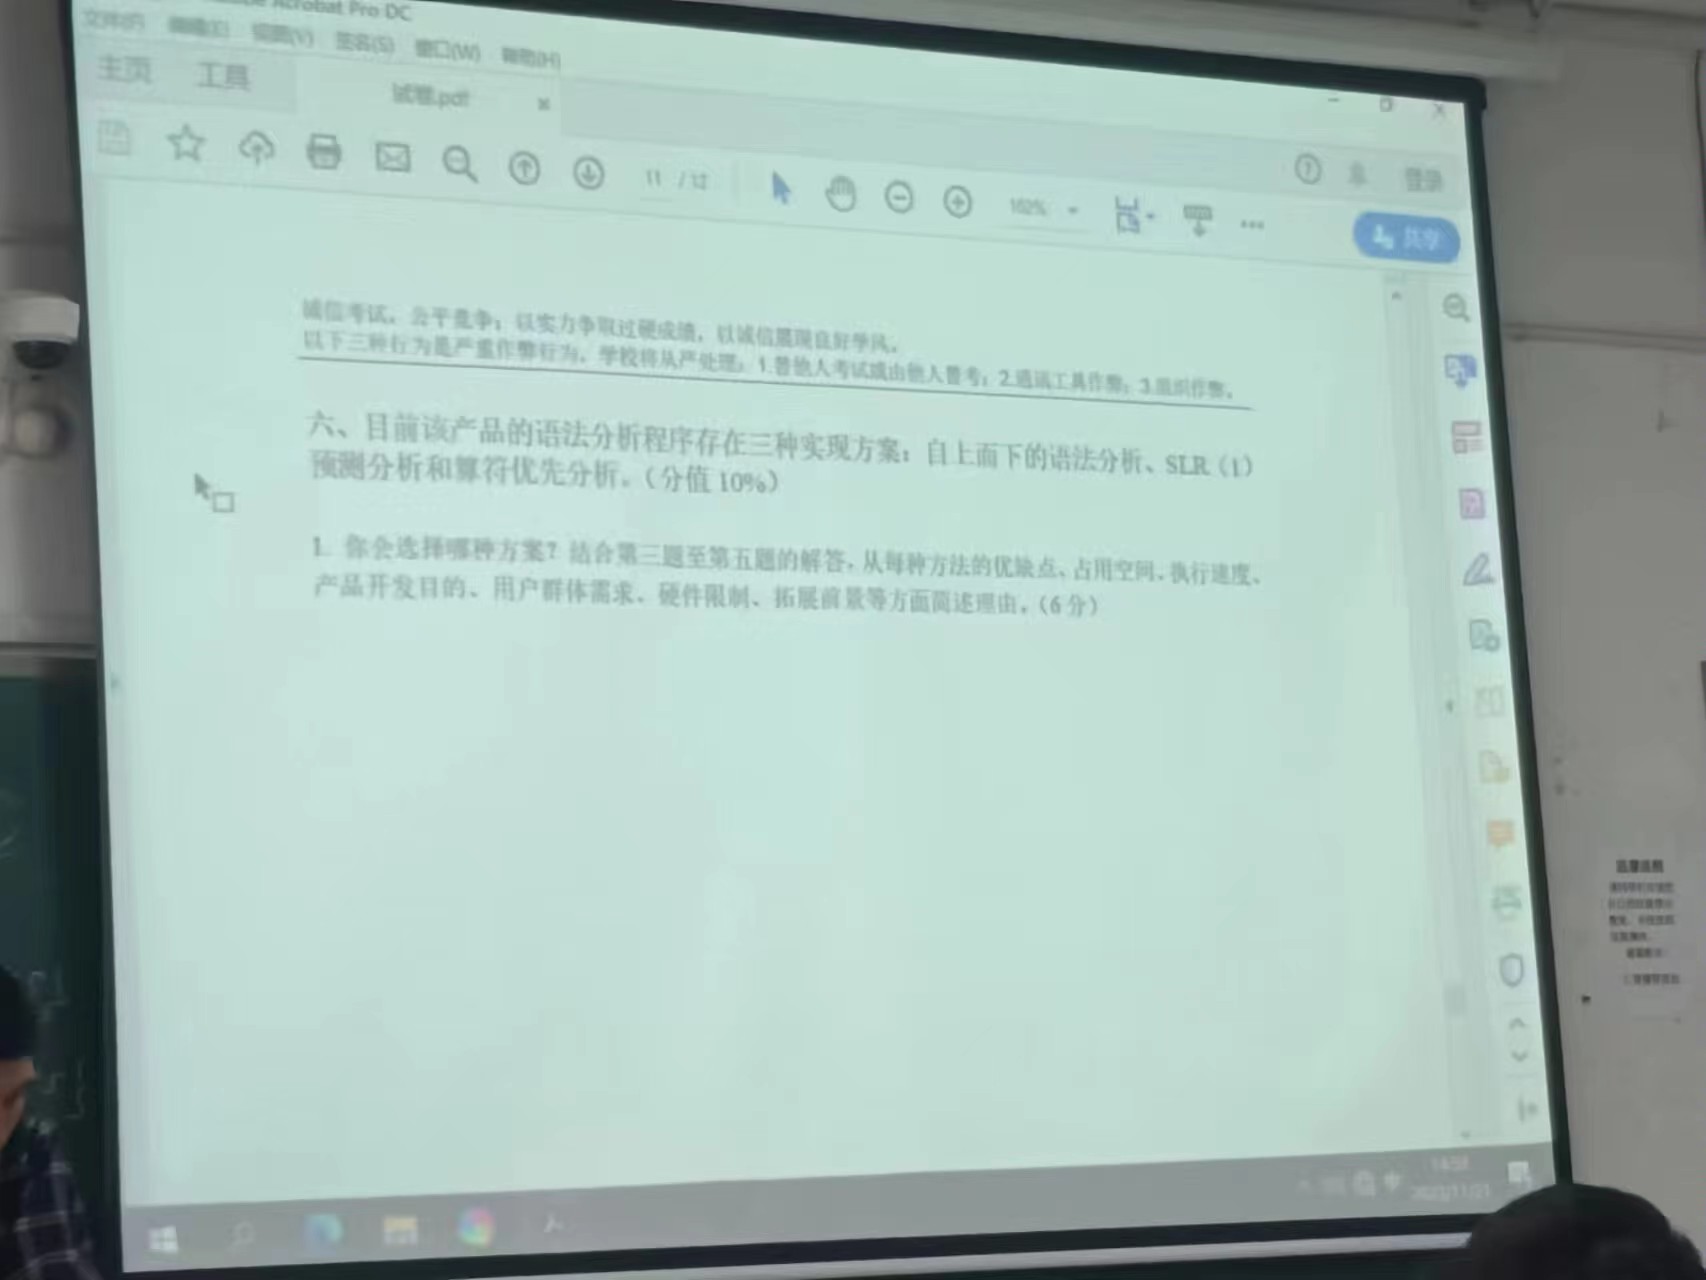 Acrobat Pro DC
文件(F) 编辑(E) 视图(V) 签名(S) 窗口(W) 帮助(H)
主页 工具 试卷.pdf
11 / 12 102%
登录
共享
诚信考试，公平竞争；以实力争取过硬成绩，以诚信展现良好学风。
以下三种行为是严重作弊行为，学校将从严处理：1.替他人考试或由他人替考；2.通讯工具作弊；3.组织作弊。
六、目前该产品的语法分析程序存在三种实现方案：自上而下的语法分析、SLR（1）
预测分析和算符优先分析。（分值 10%）
1. 你会选择哪种方案？结合第三题至第五题的解答，从每种方法的优缺点、占用空间、执行速度、
产品开发目的、用户群体需求、硬件限制、拓展前景等方面简述理由。（6 分）
中